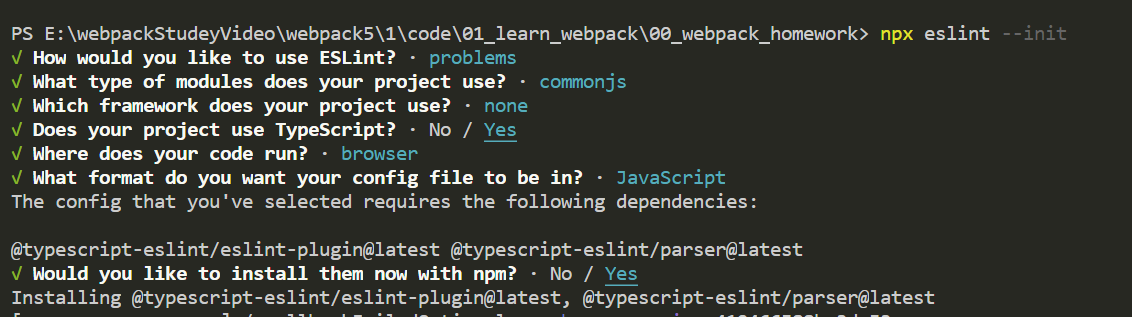 PS E:\webpackStudeyVideo\webpack5\1\code\01_learn_webpack\00_webpack_homework> npx eslint --init
√ How would you like to use ESLint? · problems
√ What type of modules does your project use? · commonjs
√ Which framework does your project use? · none
√ Does your project use TypeScript? · No / Yes
√ Where does your code run? · browser
√ What format do you want your config file to be in? · JavaScript
The config that you've selected requires the following dependencies:
@typescript-eslint/eslint-plugin@latest @typescript-eslint/parser@latest
√ Would you like to install them now with npm? · No / Yes
Installing @typescript-eslint/eslint-plugin@latest, @typescript-eslint/parser@latest